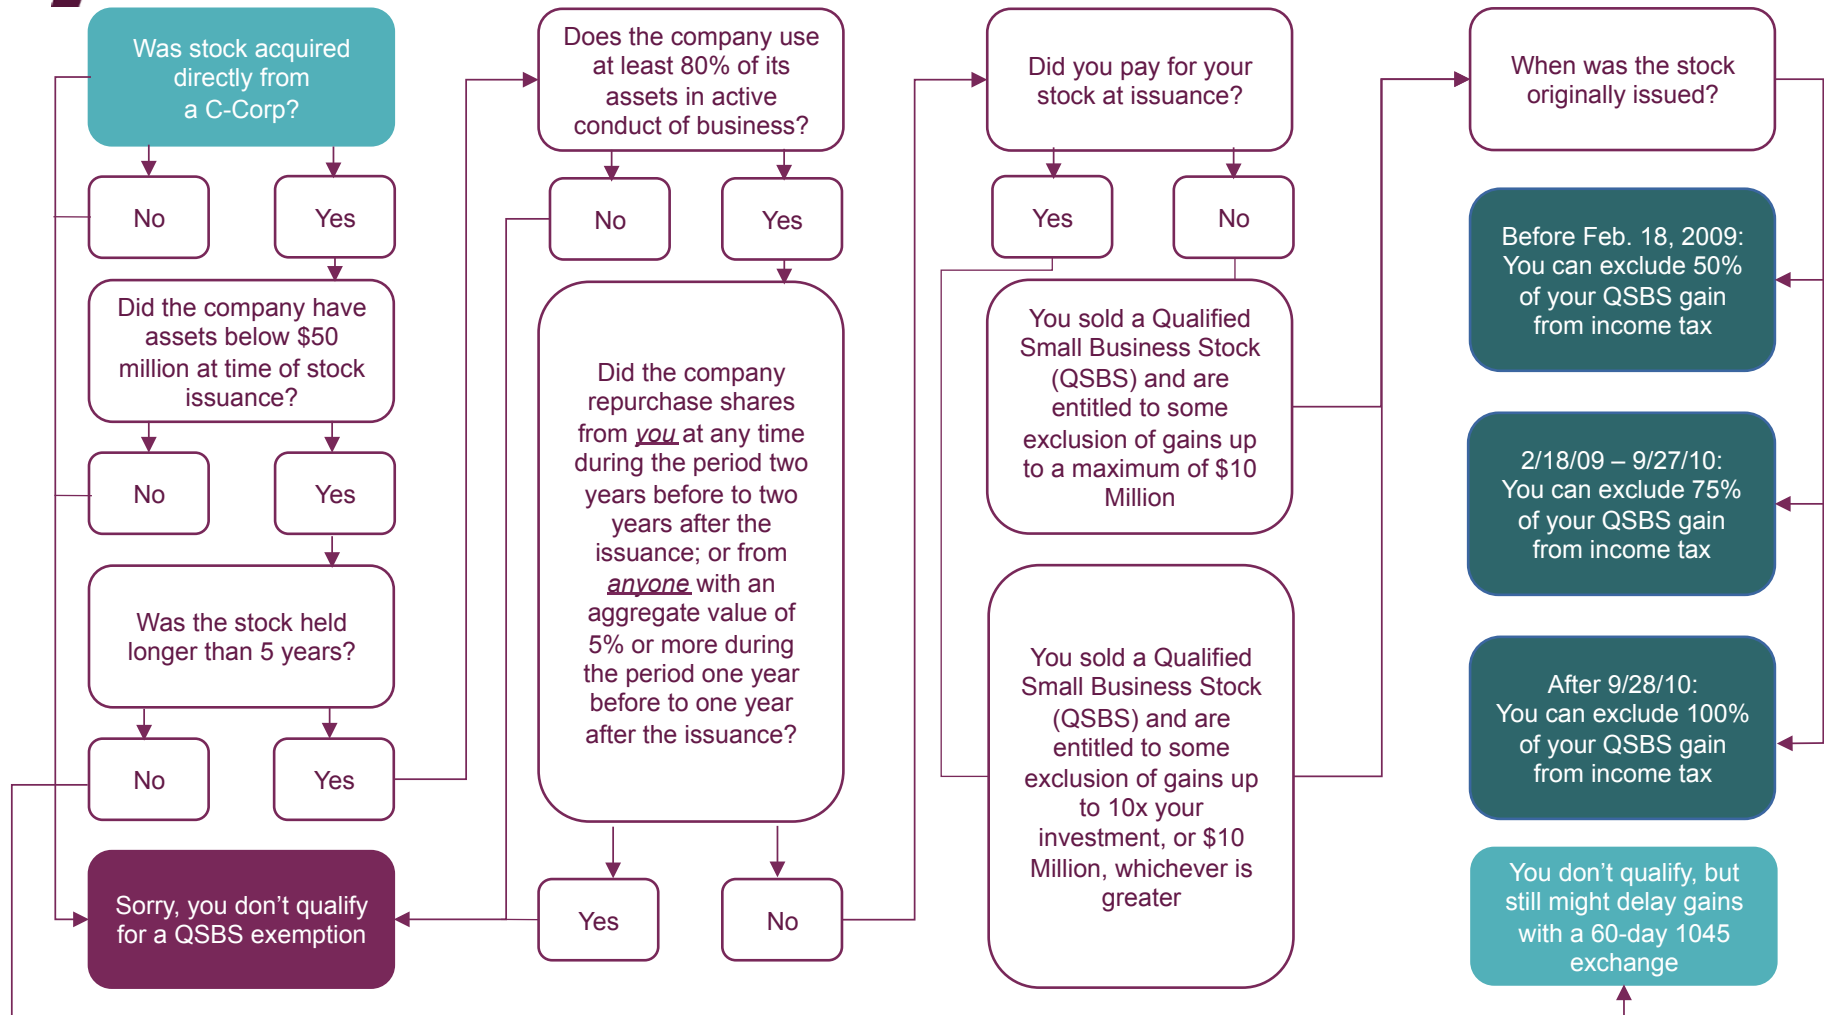 Was stock acquired
directly from
a C-Corp?
No
Yes
Did the company have
assets below $50
million at time of stock
issuance?
No
Yes
Was the stock held
longer than 5 years?
No
Yes
Sorry, you don’t qualify
for a QSBS exemption
Does the company use
at least 80% of its
assets in active
conduct of business?
No
Yes
Did the company
repurchase shares
from you at any time
during the period two
years before to two
years after the
issuance; or from
anyone with an
aggregate value of
5% or more during
the period one year
before to one year
after the issuance?
Yes
No
Did you pay for your
stock at issuance?
Yes
No
You sold a Qualified
Small Business Stock
(QSBS) and are
entitled to some
exclusion of gains up
to a maximum of $10
Million
You sold a Qualified
Small Business Stock
(QSBS) and are
entitled to some
exclusion of gains up
to 10x your
investment, or $10
Million, whichever is
greater
When was the stock
originally issued?
Before Feb. 18, 2009:
You can exclude 50%
of your QSBS gain
from income tax
2/18/09 – 9/27/10:
You can exclude 75%
of your QSBS gain
from income tax
After 9/28/10:
You can exclude 100%
of your QSBS gain
from income tax
You don’t qualify, but
still might delay gains
with a 60-day 1045
exchange